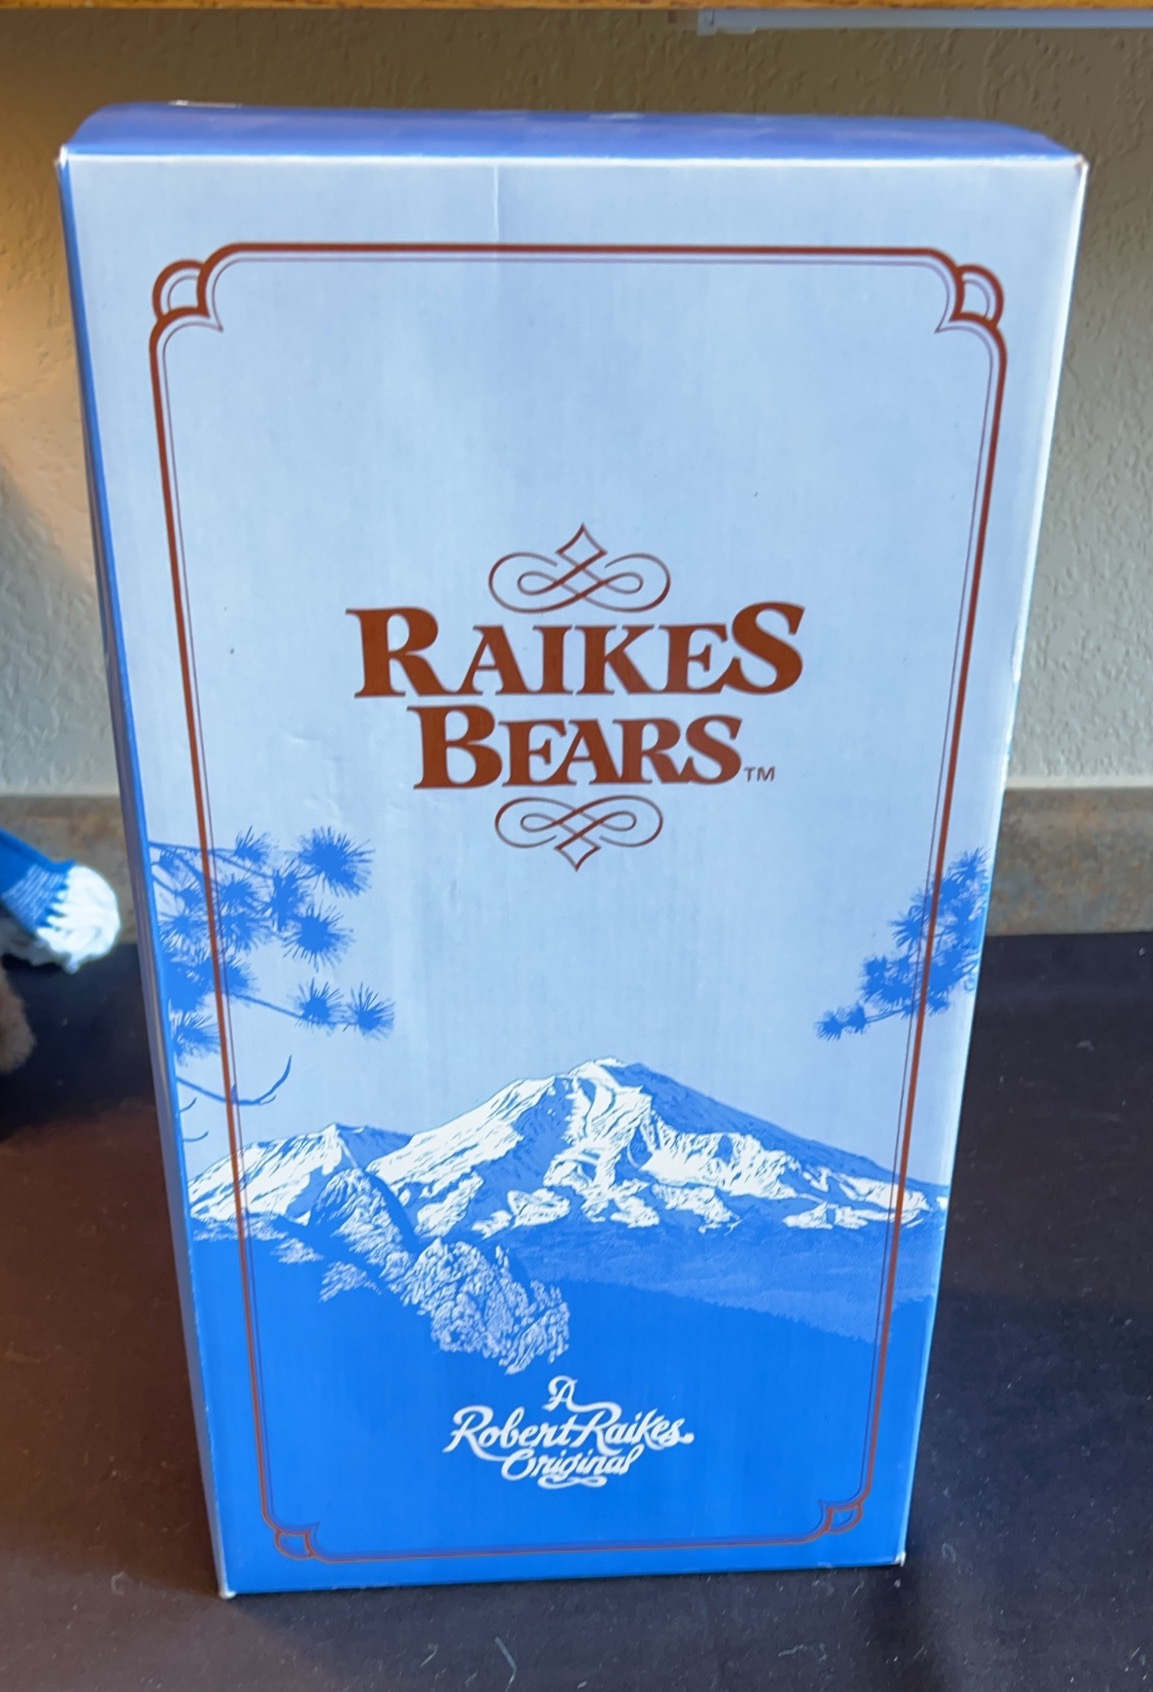 RAIKES
BEARS™
A
Robert Raikes
Original